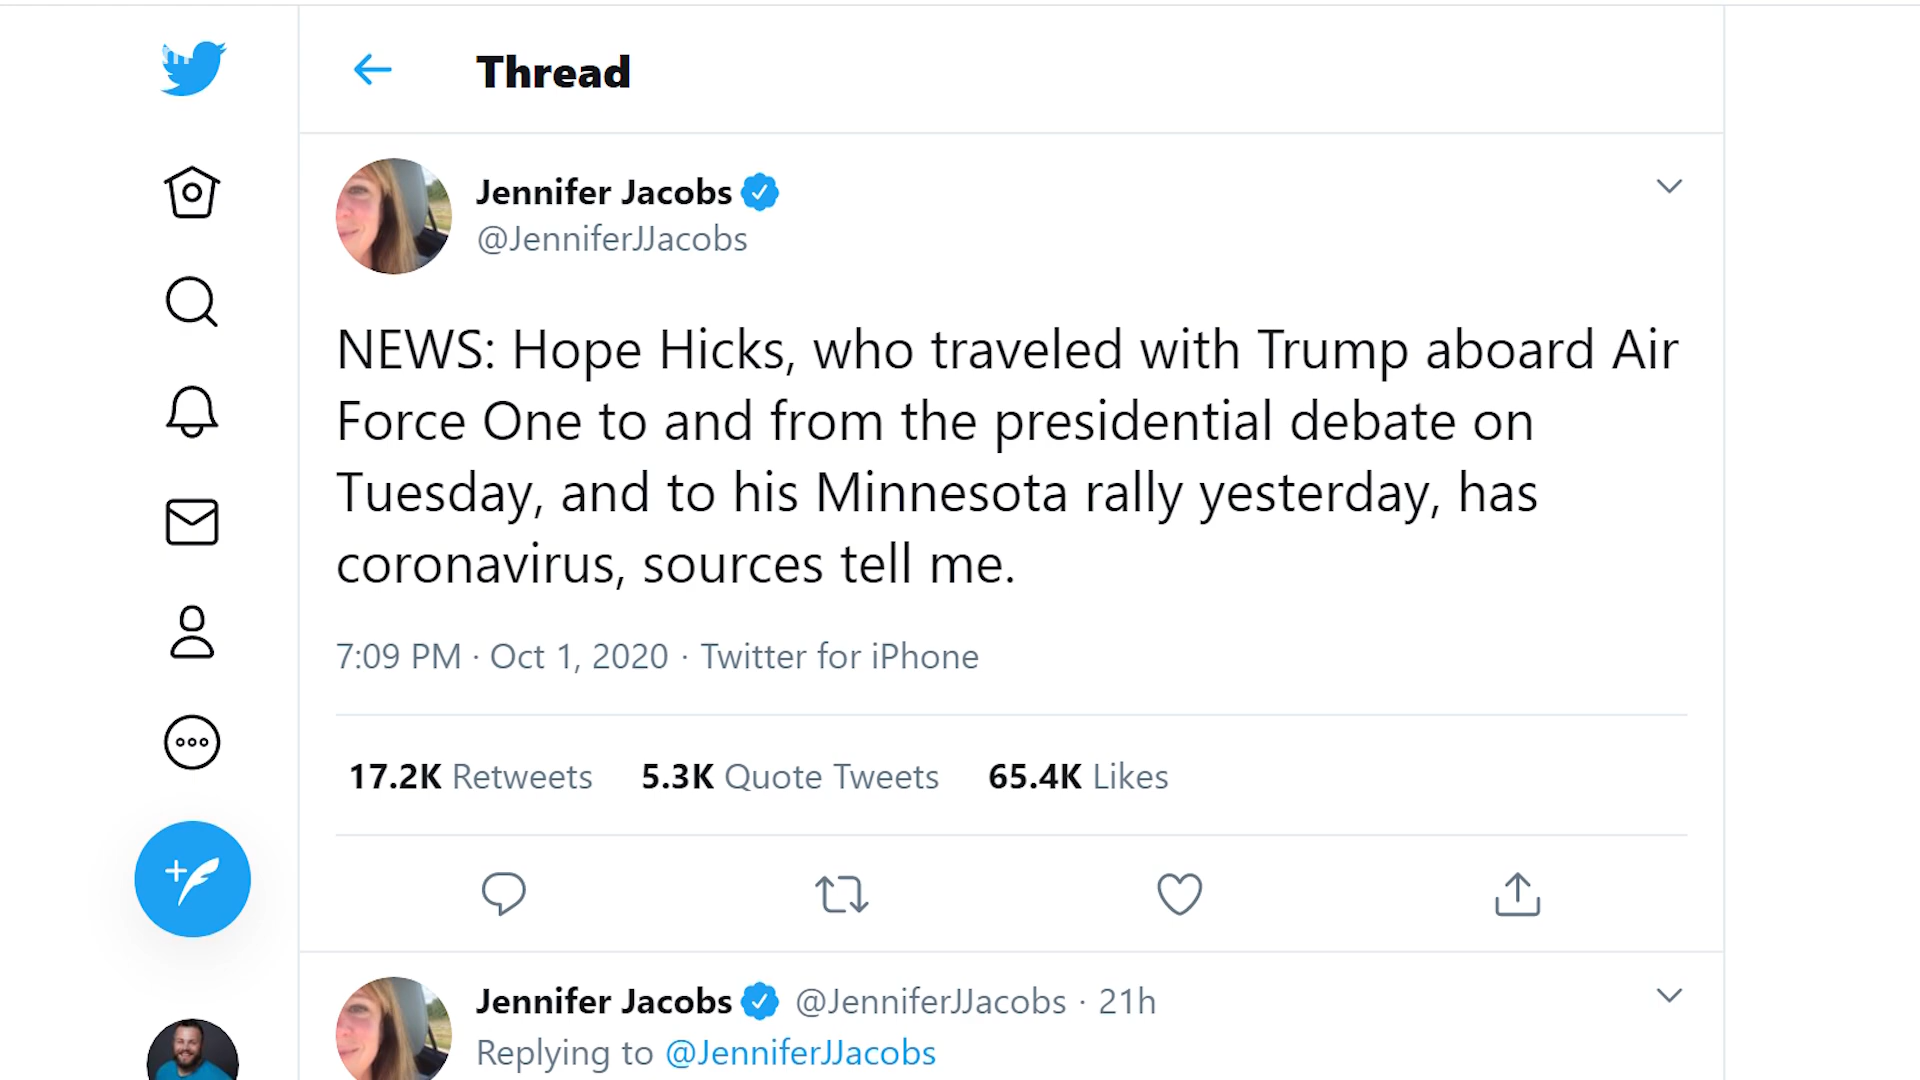 Thread
Jennifer Jacobs
@JenniferJJacobs
NEWS: Hope Hicks, who traveled with Trump aboard Air
Force One to and from the presidential debate on
Tuesday, and to his Minnesota rally yesterday, has
coronavirus, sources tell me.
7:09 PM · Oct 1, 2020 · Twitter for iPhone
17.2K Retweets 5.3K Quote Tweets 65.4K Likes
Jennifer Jacobs @JenniferJJacobs · 21h
Replying to @JenniferJJacobs